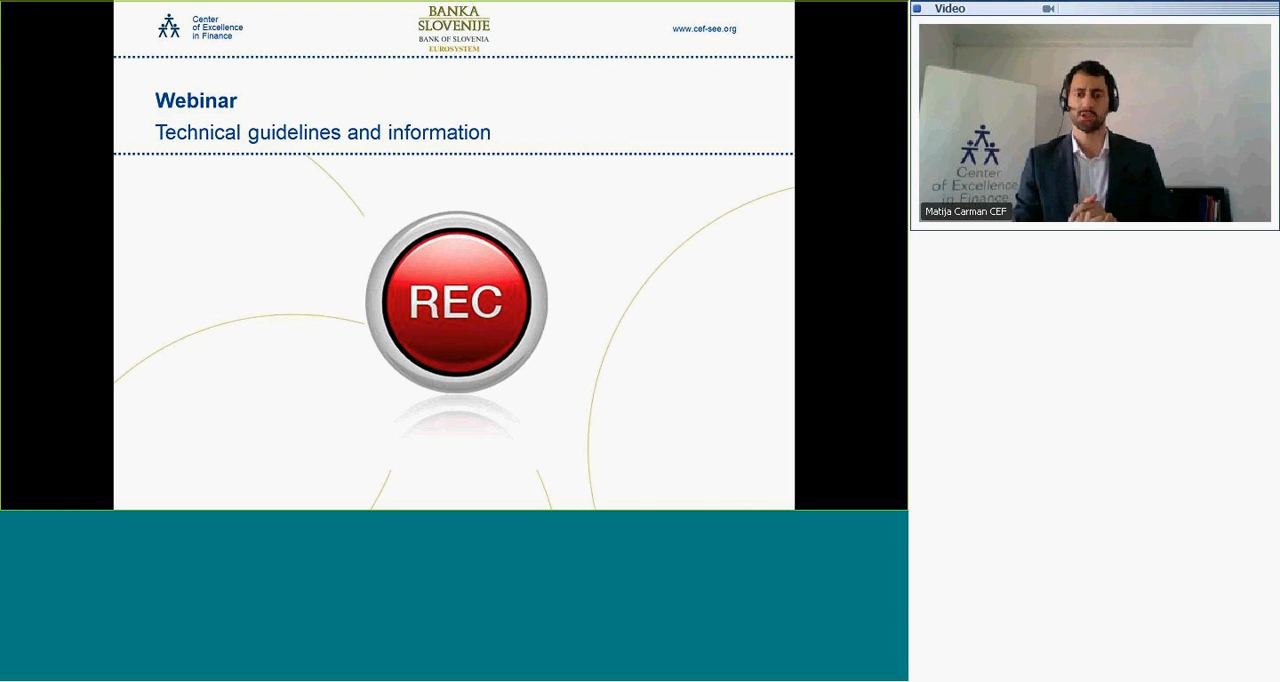 Center
of Excellence
in Finance
BANKA
SLOVENIJE
BANK OF SLOVENIA
EUROSYSTEM
www.cef-see.org
Webinar
Technical guidelines and information
REC
Video
Center
of Excellence
in Finance
Matija Carman CEF